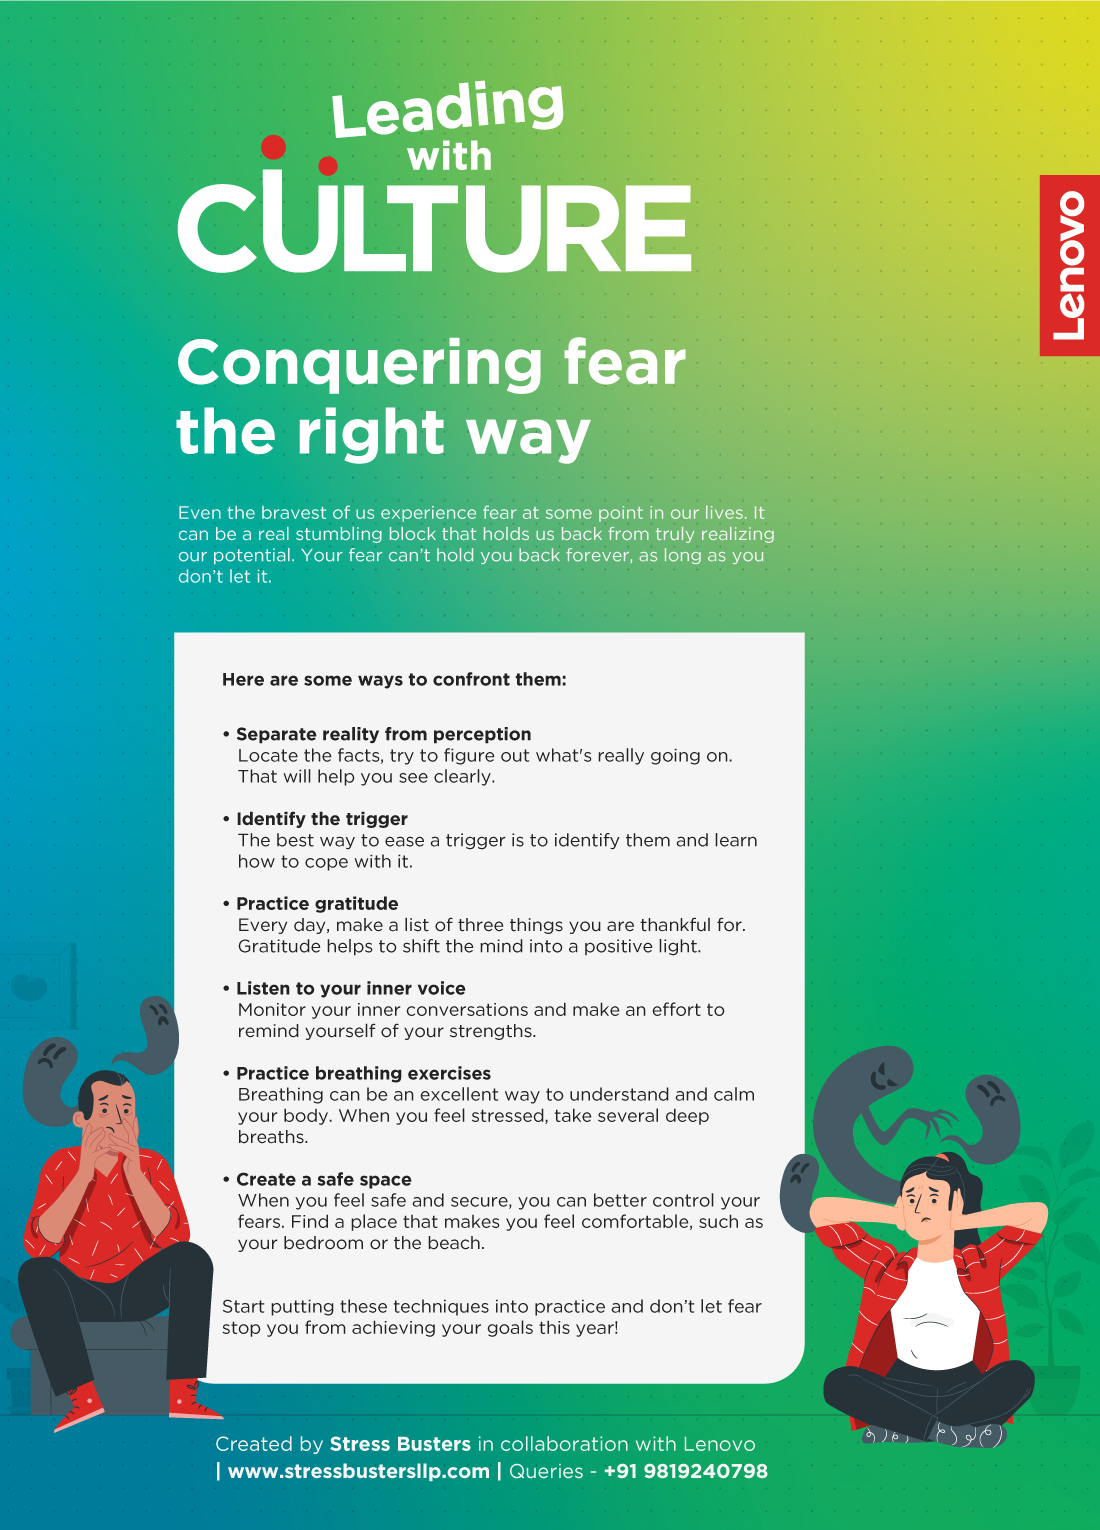 Leading
with
CULTURE
Lenovo
Conquering fear
the right way
Even the bravest of us experience fear at some point in our lives. It
can be a real stumbling block that holds us back from truly realizing
our potential. Your fear can’t hold you back forever, as long as you
don’t let it.
Here are some ways to confront them:
• Separate reality from perception
Locate the facts, try to figure out what's really going on.
That will help you see clearly.
• Identify the trigger
The best way to ease a trigger is to identify them and learn
how to cope with it.
• Practice gratitude
Every day, make a list of three things you are thankful for.
Gratitude helps to shift the mind into a positive light.
• Listen to your inner voice
Monitor your inner conversations and make an effort to
remind yourself of your strengths.
• Practice breathing exercises
Breathing can be an excellent way to understand and calm
your body. When you feel stressed, take several deep
breaths.
• Create a safe space
When you feel safe and secure, you can better control your
fears. Find a place that makes you feel comfortable, such as
your bedroom or the beach.
Start putting these techniques into practice and don’t let fear
stop you from achieving your goals this year!
Created by Stress Busters in collaboration with Lenovo
| www.stressbustersllp.com | Queries - +91 9819240798